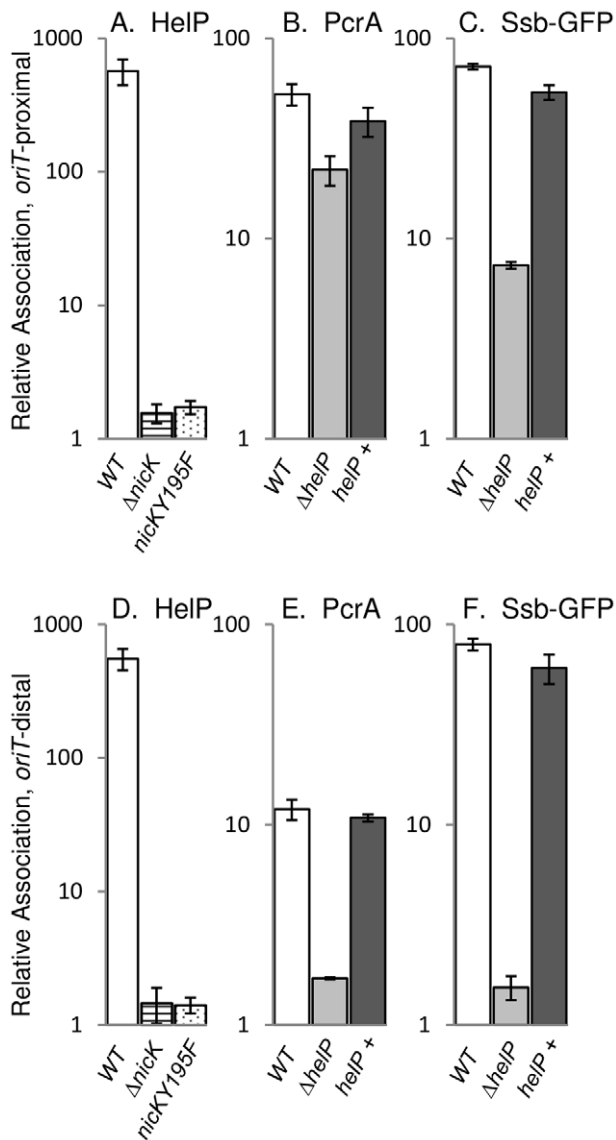 A. HelP
B. PcrA
C. Ssb-GFP
Relative Association, oriT-proximal
1000
100
10
1
WT
ΔnicK
nicKY195F
100
10
1
WT
ΔhelP
helP +
100
10
1
WT
ΔhelP
helP +
D. HelP
E. PcrA
F. Ssb-GFP
Relative Association, oriT-distal
1000
100
10
1
WT
ΔnicK
nicKY195F
100
10
1
WT
ΔhelP
helP +
100
10
1
WT
ΔhelP
helP +